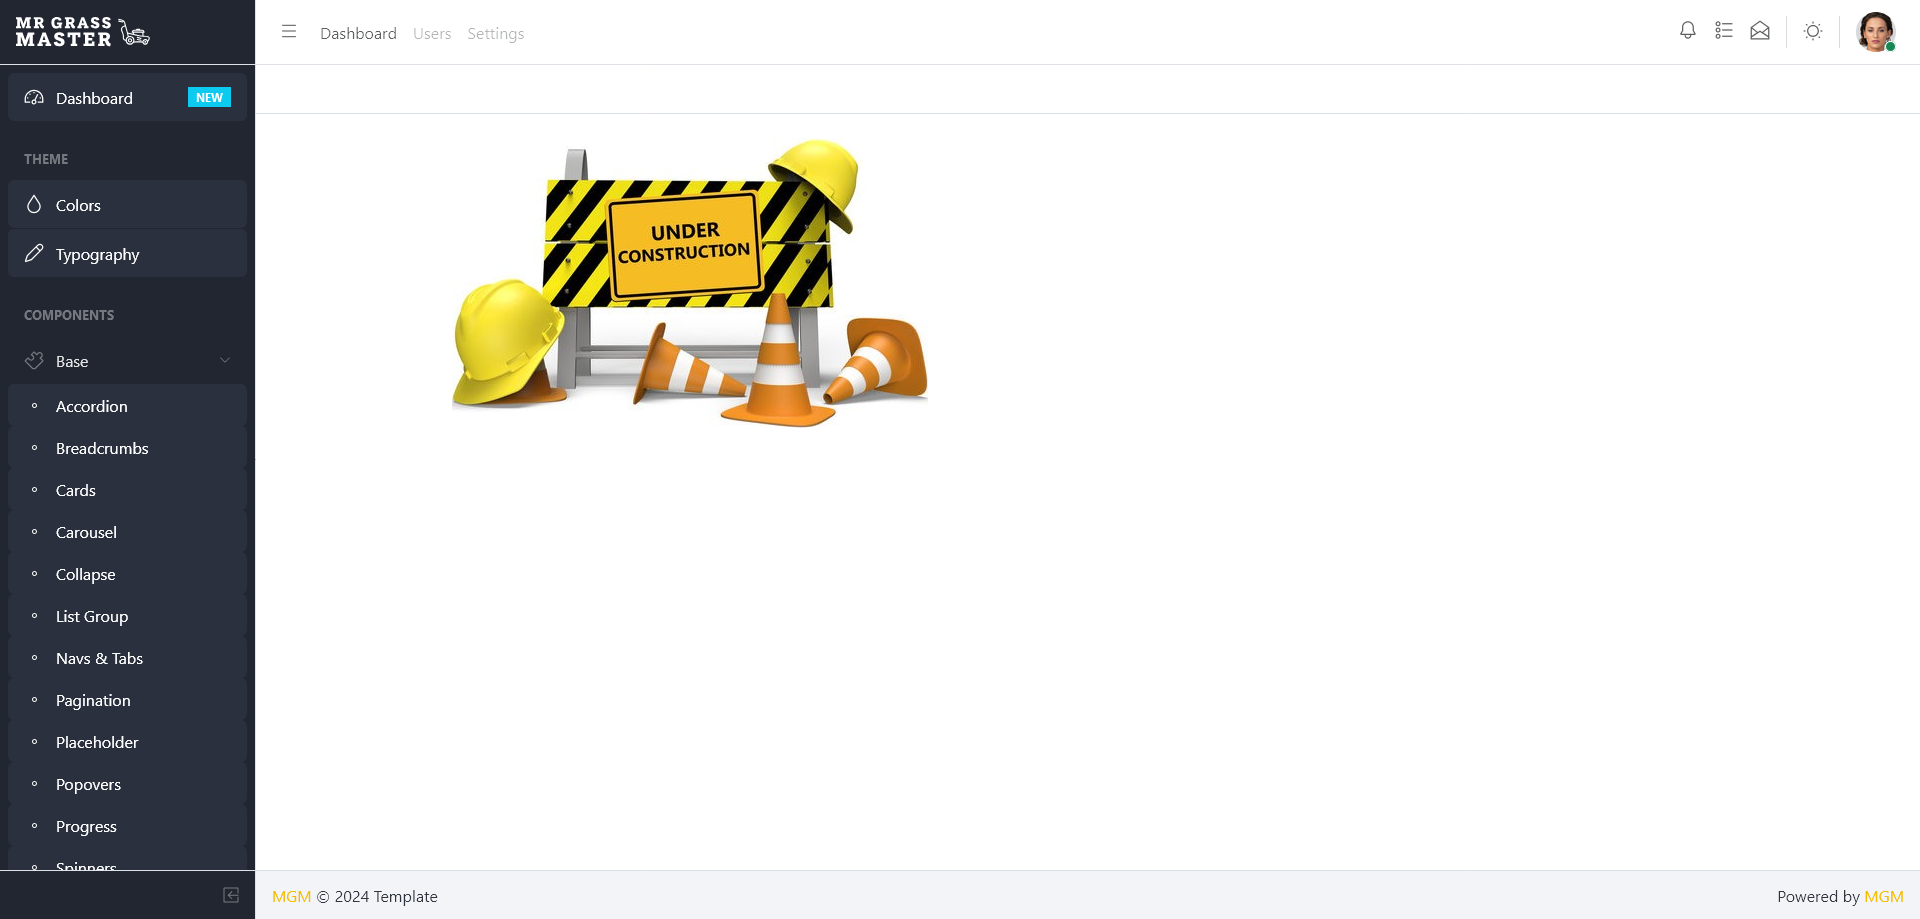 MR GRASS
MASTER
Dashboard
Users
Settings
Dashboard
NEW
THEME
Colors
Typography
COMPONENTS
Base
Accordion
Breadcrumbs
Cards
Carousel
Collapse
List Group
Navs & Tabs
Pagination
Placeholder
Popovers
Progress
Spinners
UNDER
CONSTRUCTION
MGM © 2024 Template
Powered by MGM